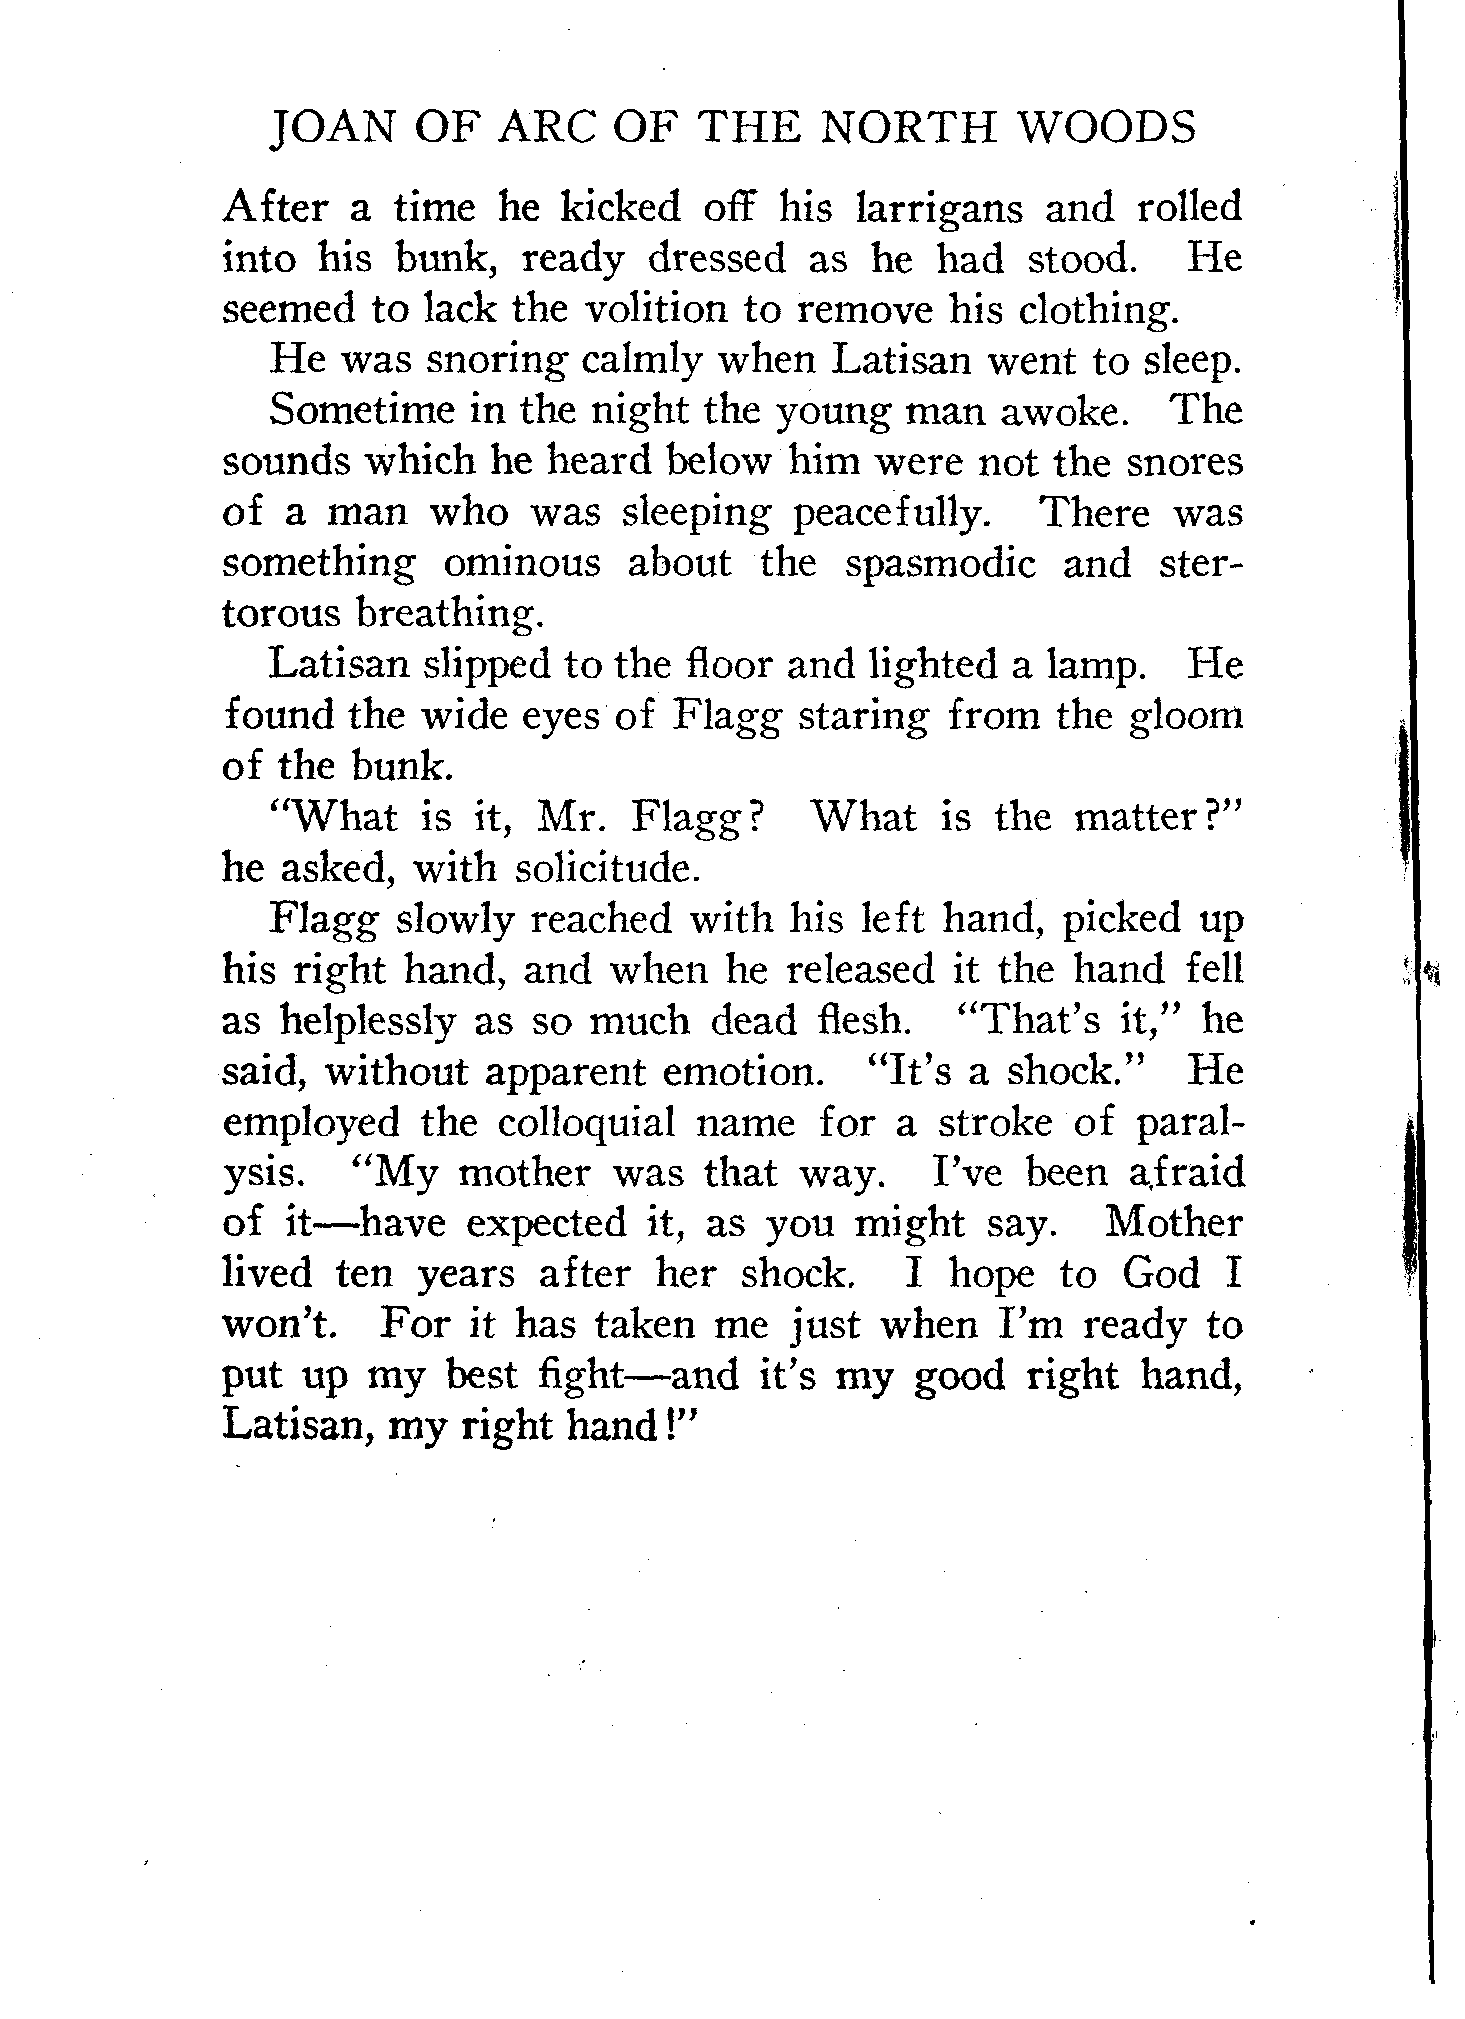 JOAN OF ARC OF THE NORTH WOODS
After a time he kicked off his larrigans and rolled
into his bunk, ready dressed as he had stood. He
seemed to lack the volition to remove his clothing.
He was snoring calmly when Latisan went to sleep.
Sometime in the night the young man awoke. The
sounds which he heard below him were not the snores
of a man who was sleeping peacefully. There was
something ominous about the spasmodic and ster-
torous breathing.
Latisan slipped to the floor and lighted a lamp. He
found the wide eyes of Flagg staring from the gloom
of the bunk.
“What is it, Mr. Flagg? What is the matter?”
he asked, with solicitude.
Flagg slowly reached with his left hand, picked up
his right hand, and when he released it the hand fell
as helplessly as so much dead flesh. “That's it,” he
said, without apparent emotion. “It's a shock.” He
employed the colloquial name for a stroke of paral-
ysis. “My mother was that way. I've been afraid
of it—have expected it, as you might say. Mother
lived ten years after her shock. I hope to God I
won't. For it has taken me just when I'm ready to
put up my best fight—and it's my good right hand,
Latisan, my right hand!”